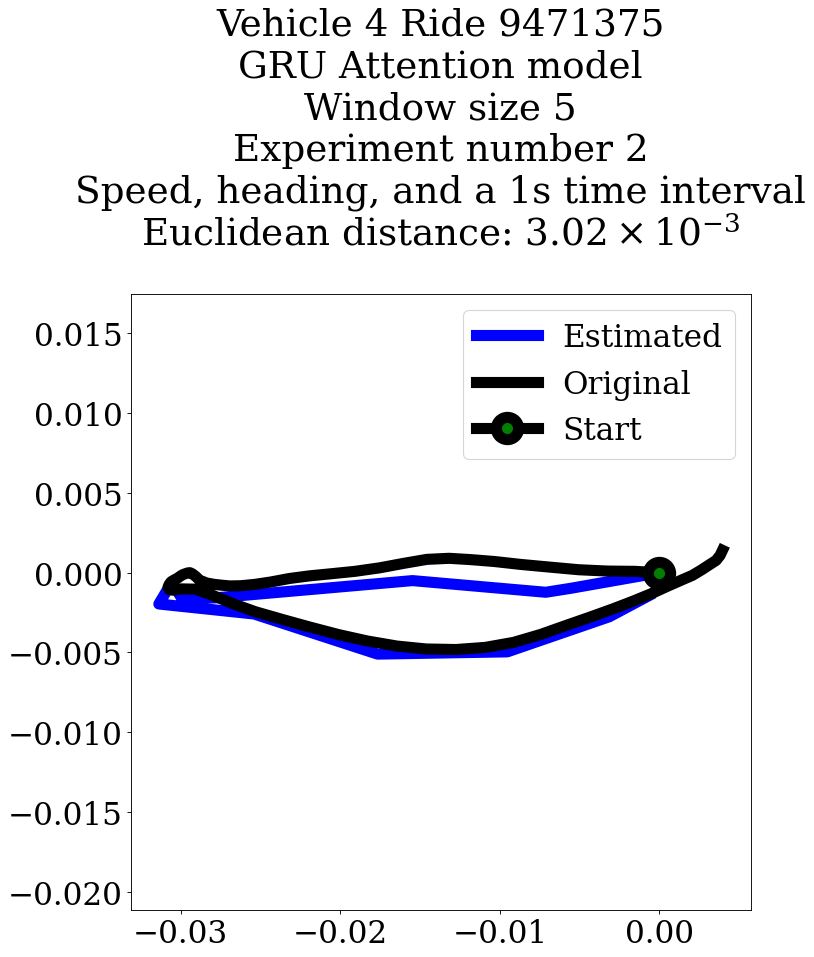 Vehicle 4 Ride 9471375
GRU Attention model
Window size 5
Experiment number 2
Speed, heading, and a 1s time interval
Euclidean distance: 3.02 × 10⁻³
Estimated
Original
Start
0.015
0.010
0.005
0.000
−0.005
−0.010
−0.015
−0.020
−0.03
−0.02
−0.01
0.00